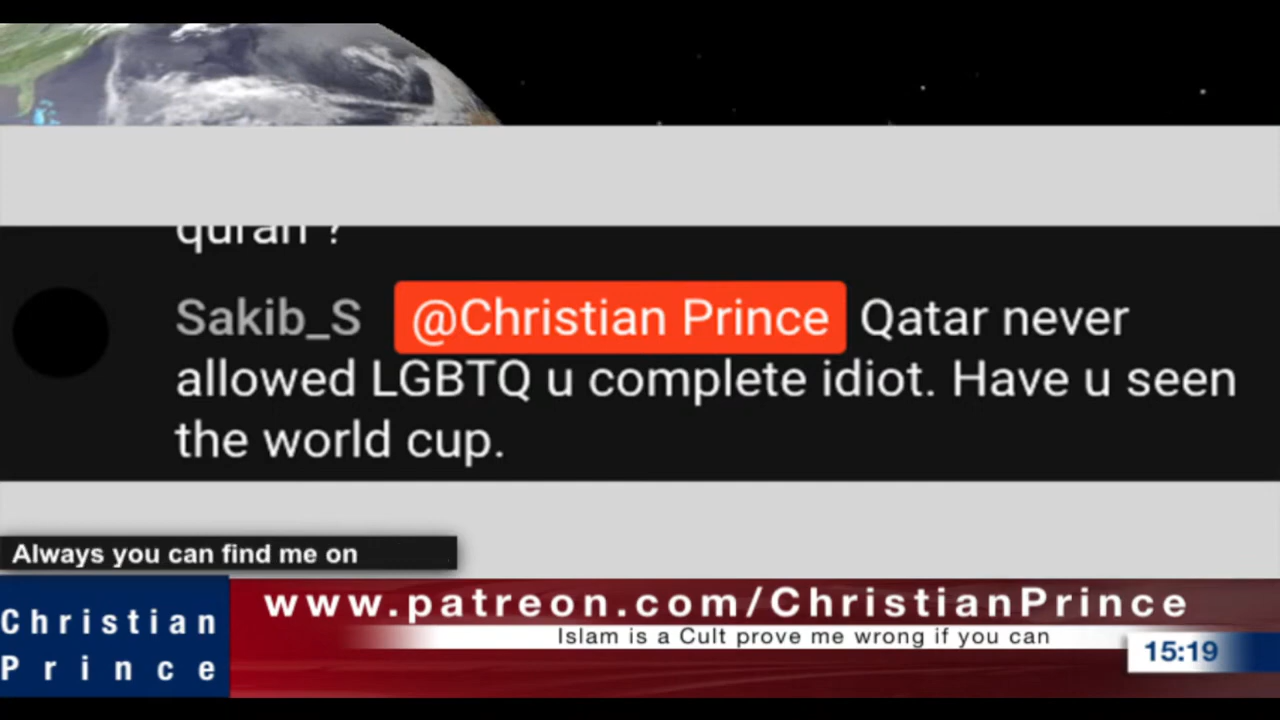 quran ?
Sakib_S @Christian Prince Qatar never
allowed LGBTQ u complete idiot. Have u seen
the world cup.
Always you can find me on
Christian
Prince
www.patreon.com/ChristianPrince
Islam is a Cult prove me wrong if you can
15:19